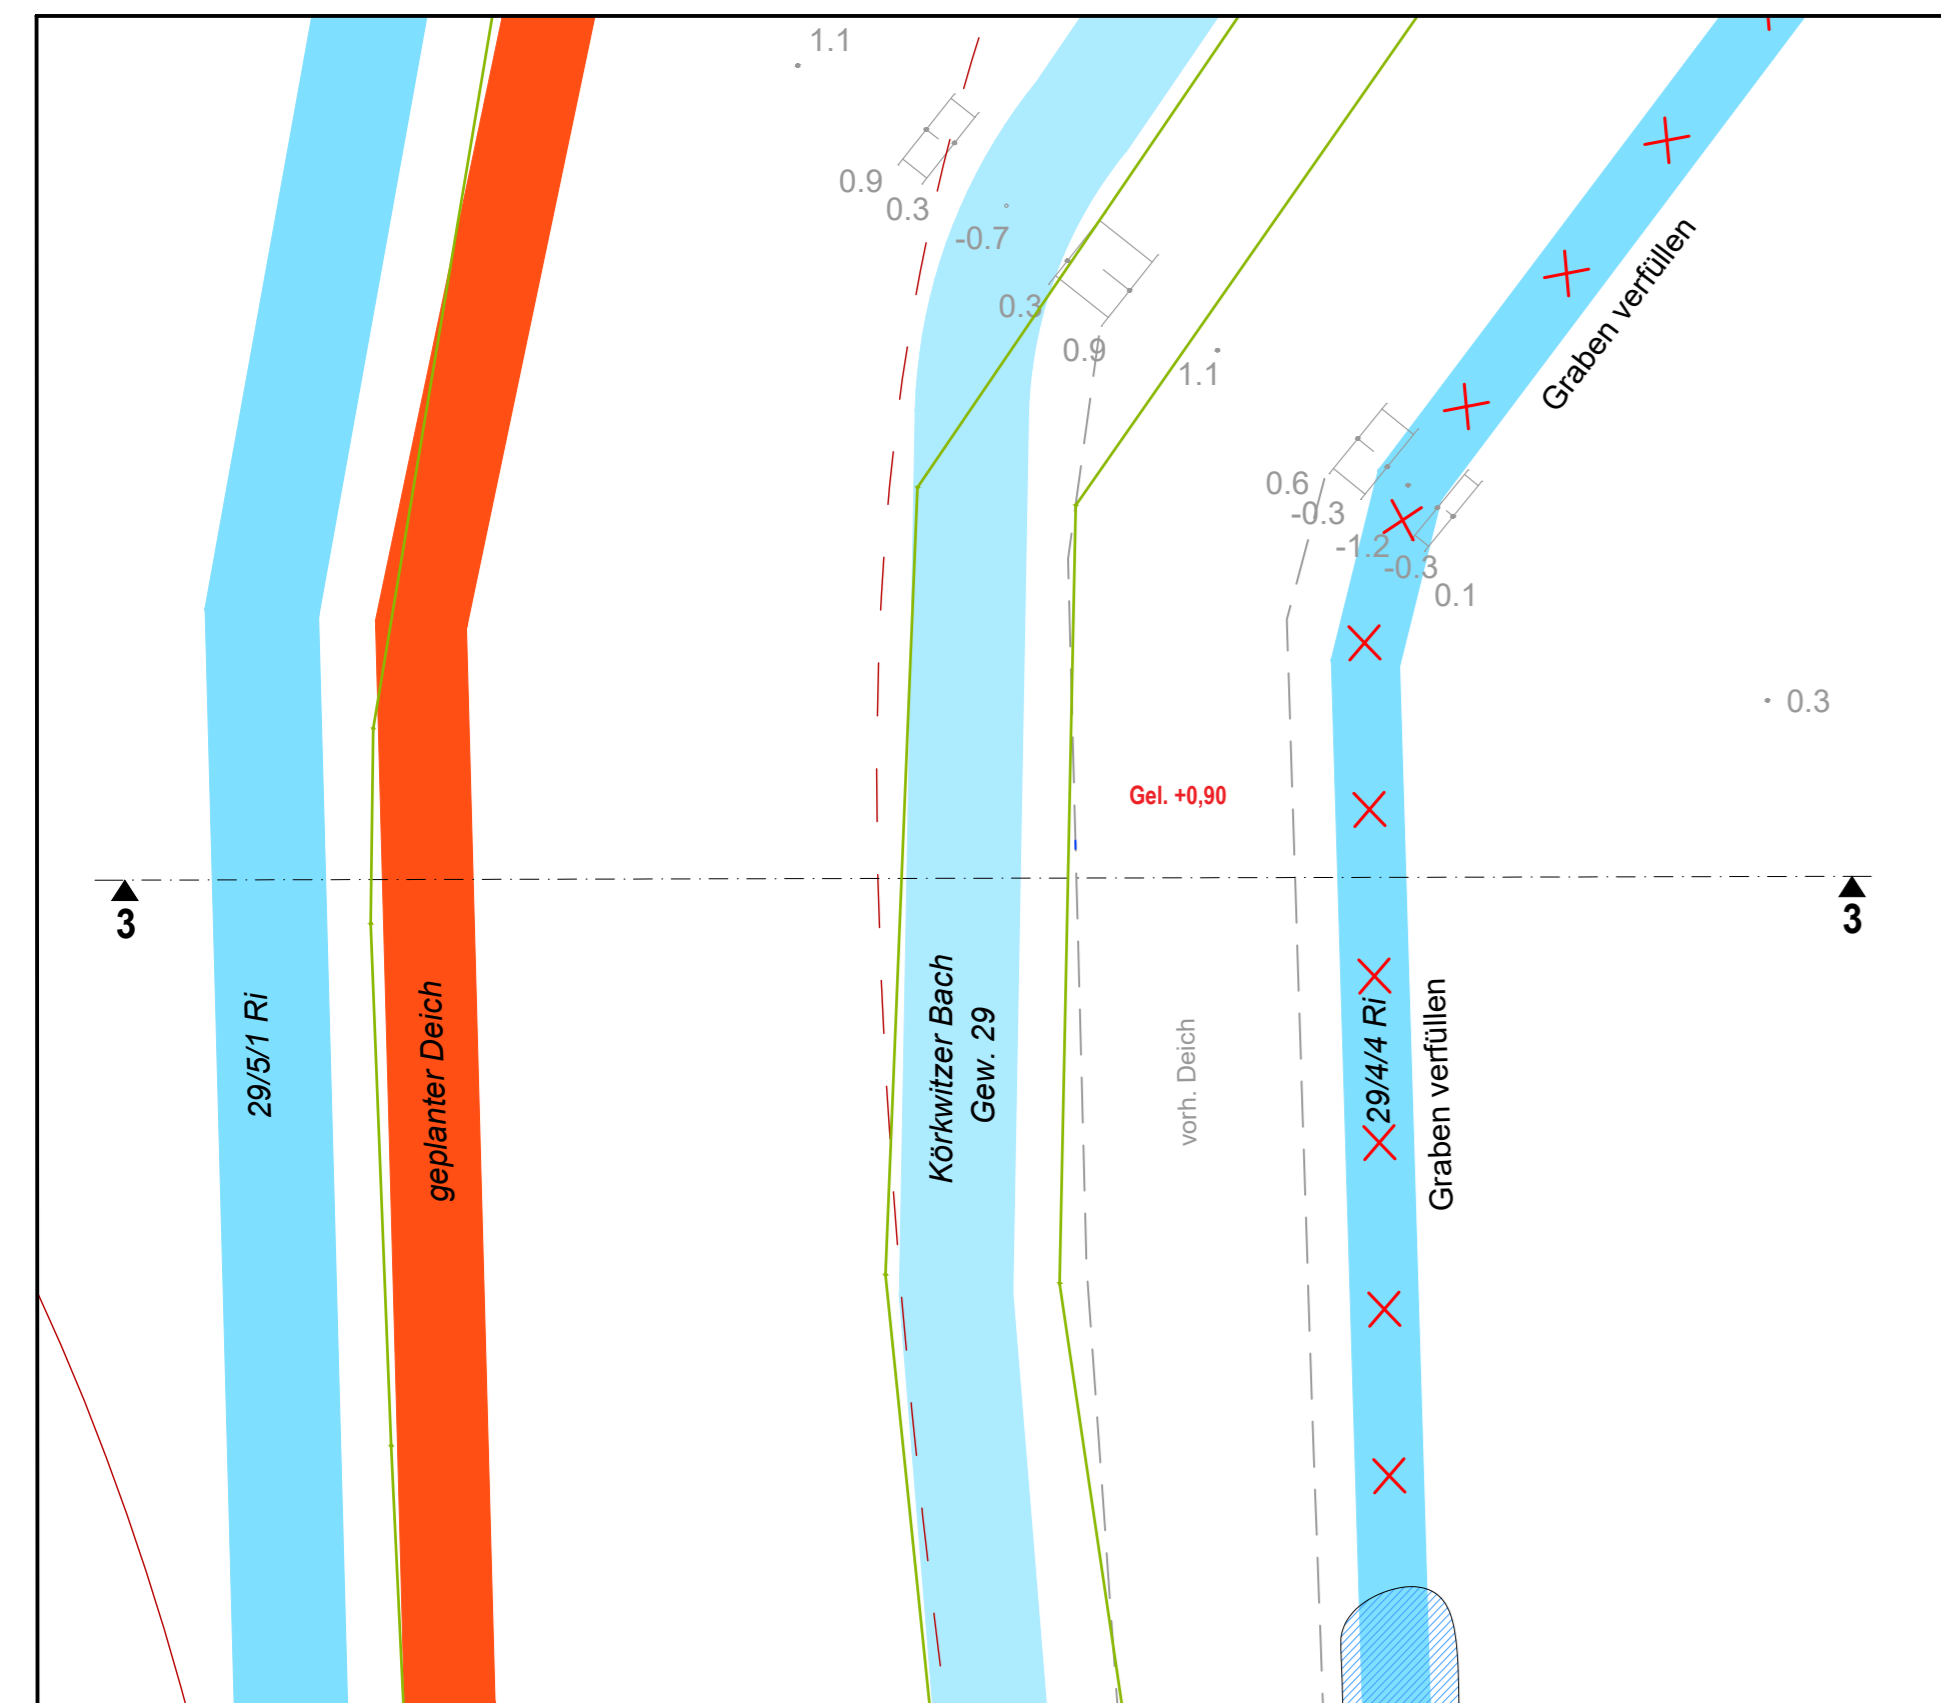 1.1
0.9
0.3
-0.7
0.3
0.9
1.1
Graben verfüllen
0.6
-0.3
-1.2
-0.3
0.1
0.3
Gel. +0,90
3
3
29/5/1 Ri
geplanter Deich
Körkwitzer Bach
Gew. 29
vorh. Deich
29/4/4 Ri
Graben verfüllen